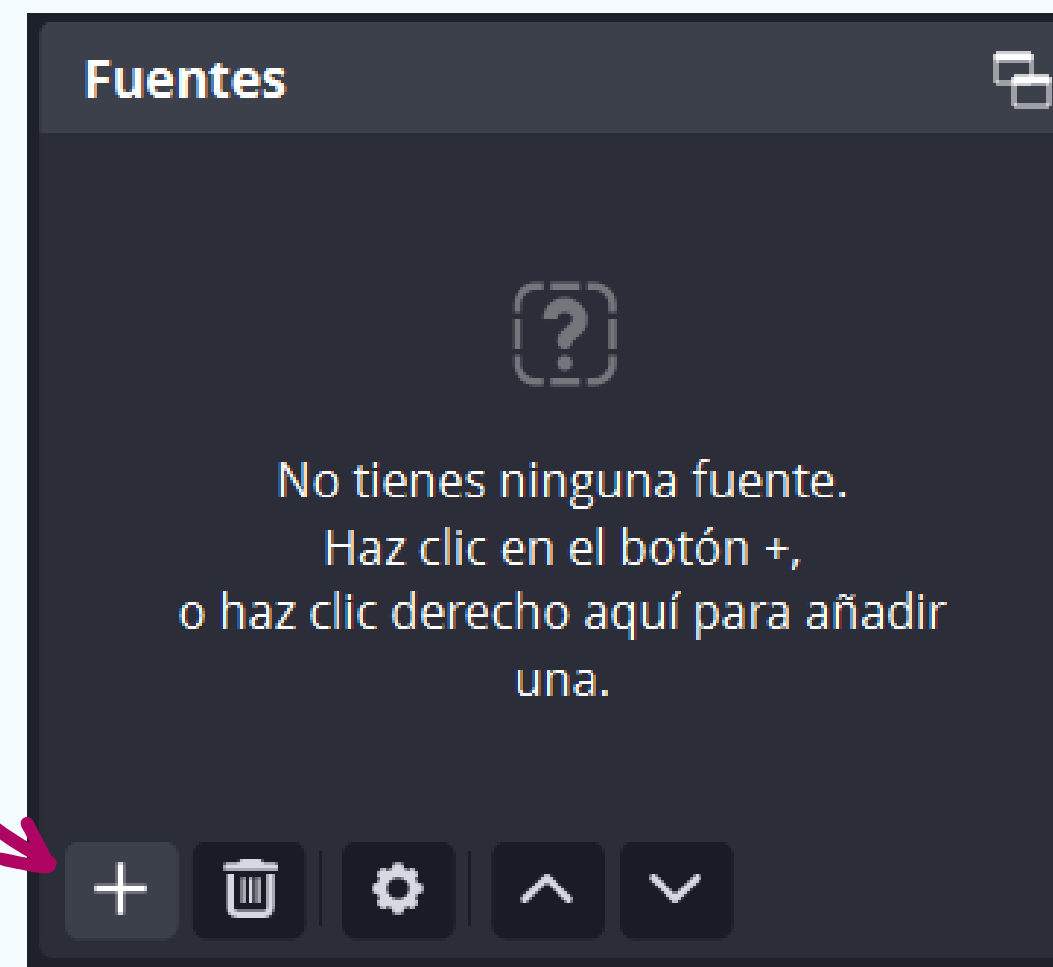 Fuentes
No tienes ninguna fuente.
Haz clic en el botón +,
o haz clic derecho aquí para añadir
una.